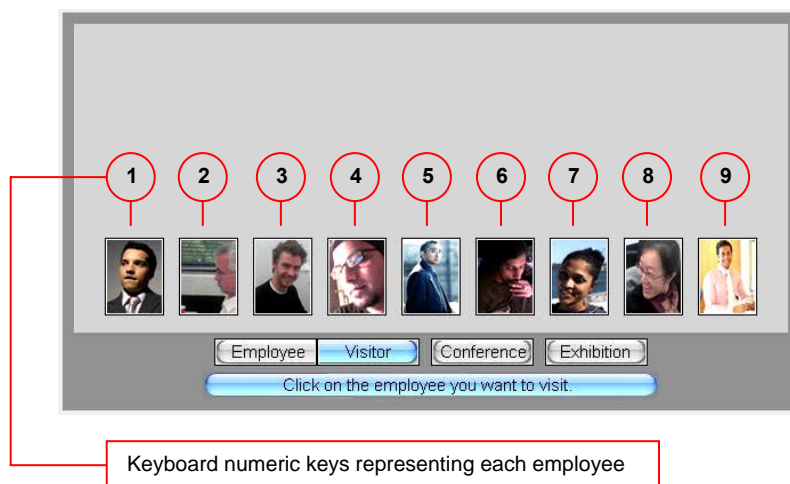 1 2 3 4 5 6 7 8 9
Employee Visitor Conference Exhibition
Click on the employee you want to visit.
Keyboard numeric keys representing each employee